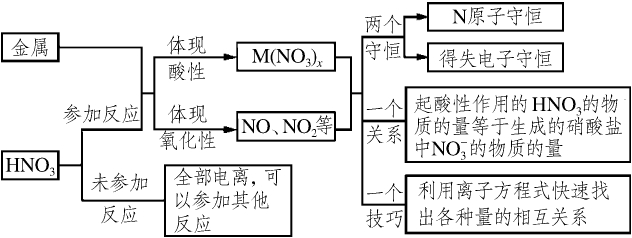 金属
HNO₃
参加反应
未参加
反应
体现
酸性
体现
氧化性
M(NO₃)ₓ
NO、NO₂等
全部电离，可
以参加其他
反应
两个
守恒
N原子守恒
得失电子守恒
一个
关系
起酸性作用的HNO₃的物
质的量等于生成的硝酸盐
中NO₃⁻的物质的量
一个
技巧
利用离子方程式快速找
出各种量的相互关系